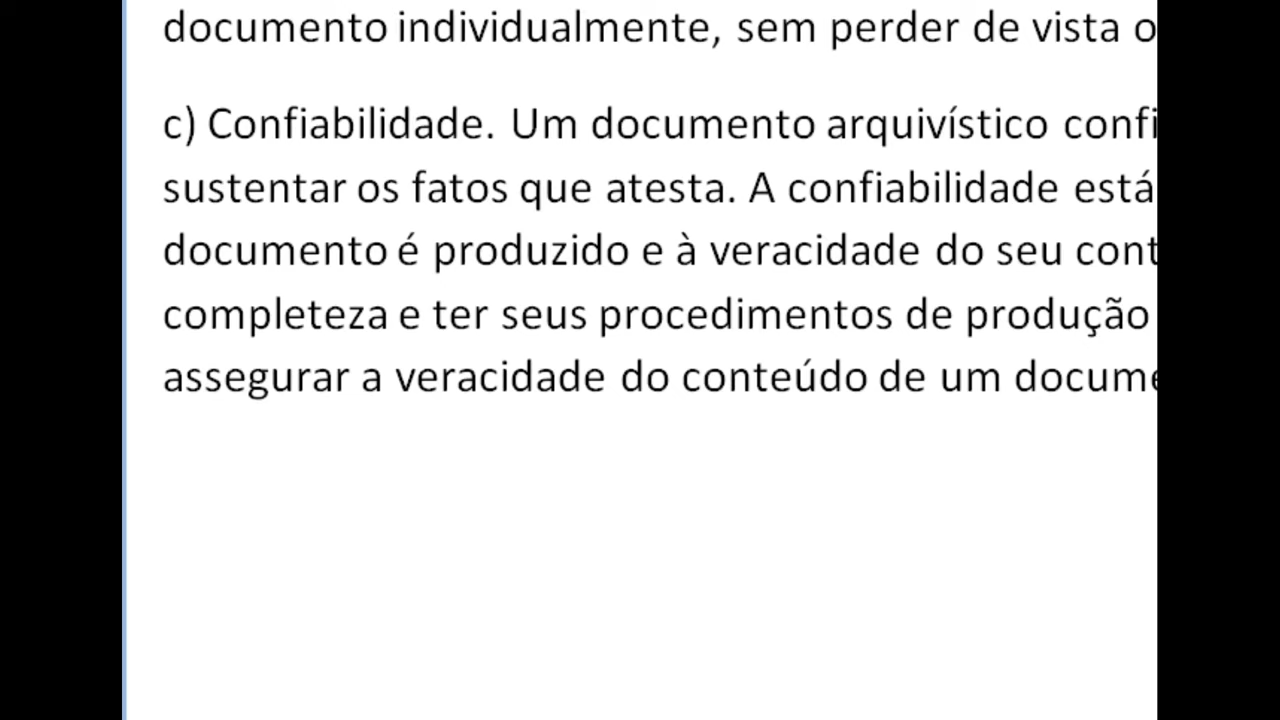 documento individualmente, sem perder de vista o
c) Confiabilidade. Um documento arquivístico confi
sustentar os fatos que atesta. A confiabilidade está
documento é produzido e à veracidade do seu cont
completeza e ter seus procedimentos de produção
assegurar a veracidade do conteúdo de um docume